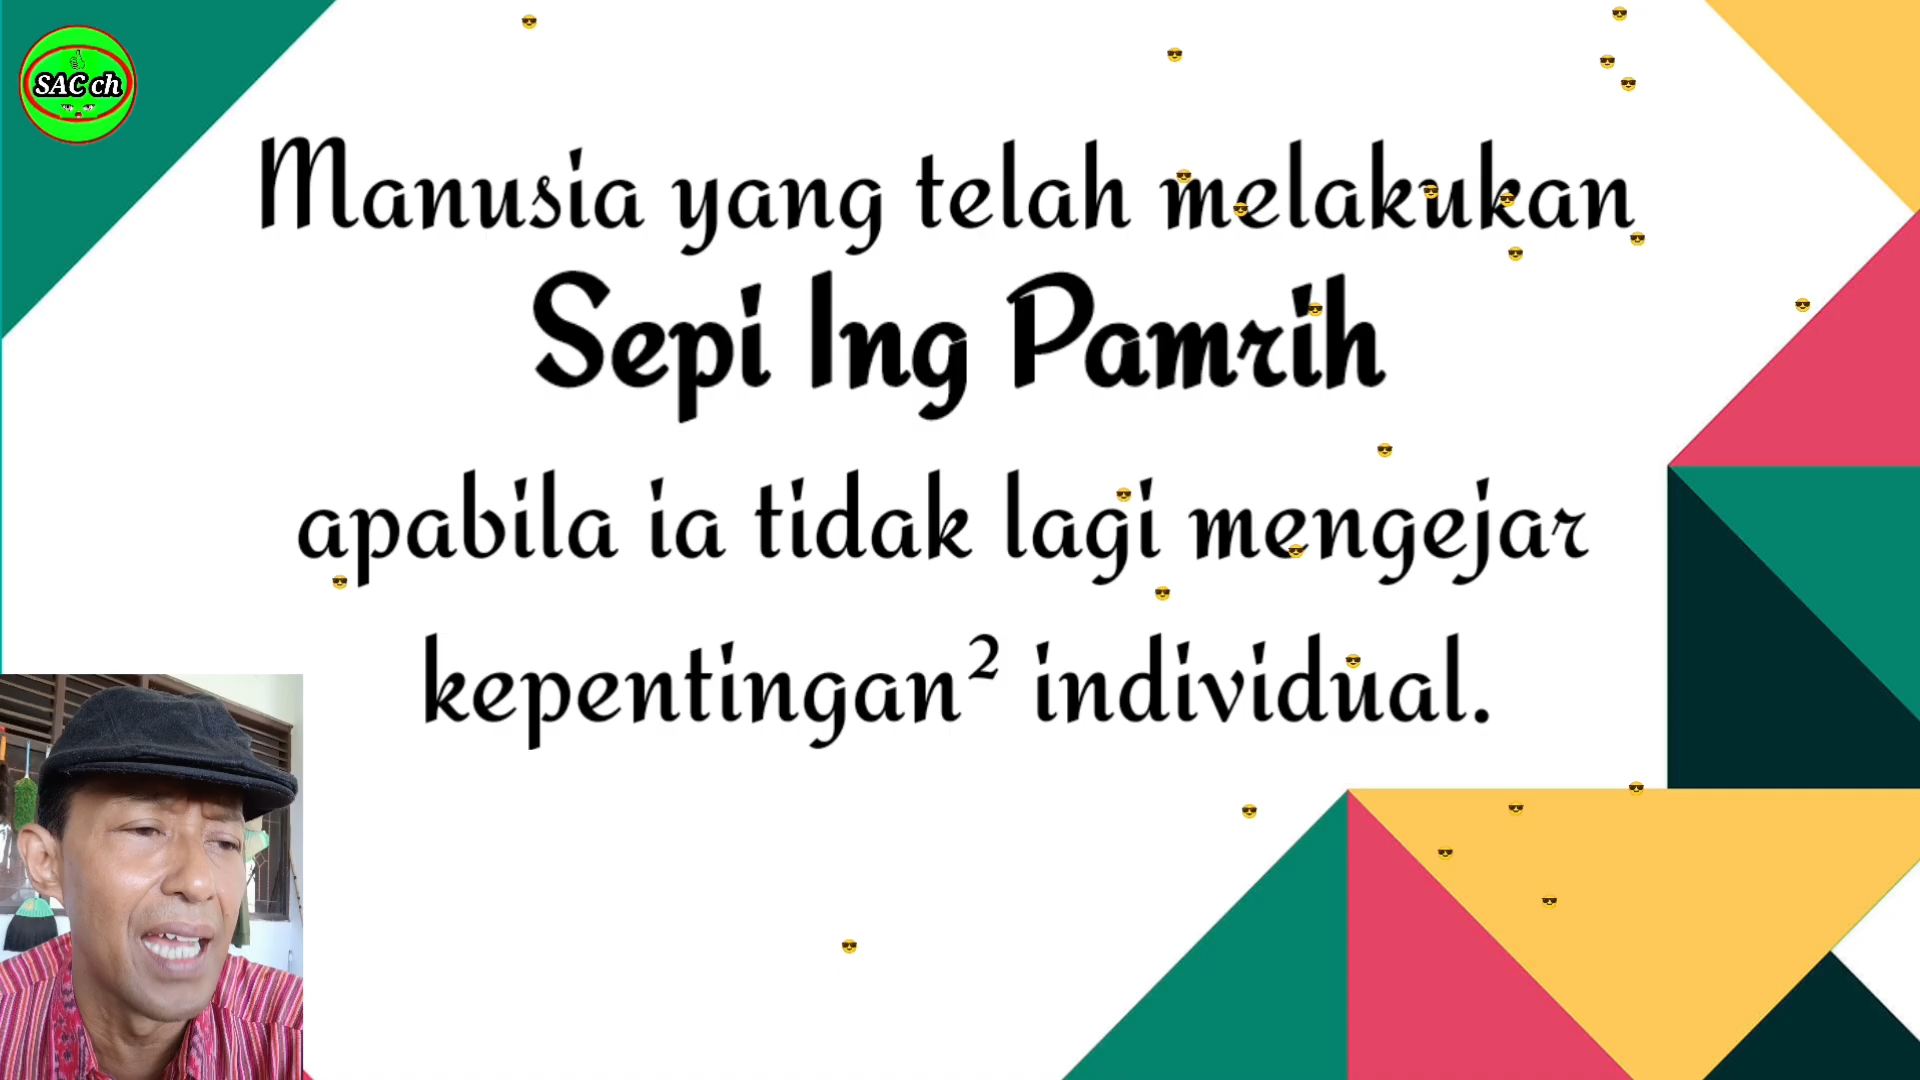 SAC ch
Manusia yang telah melakukan
Sepi Ing Pamrih
apabila ia tidak lagi mengejar
kepentingan² individual.